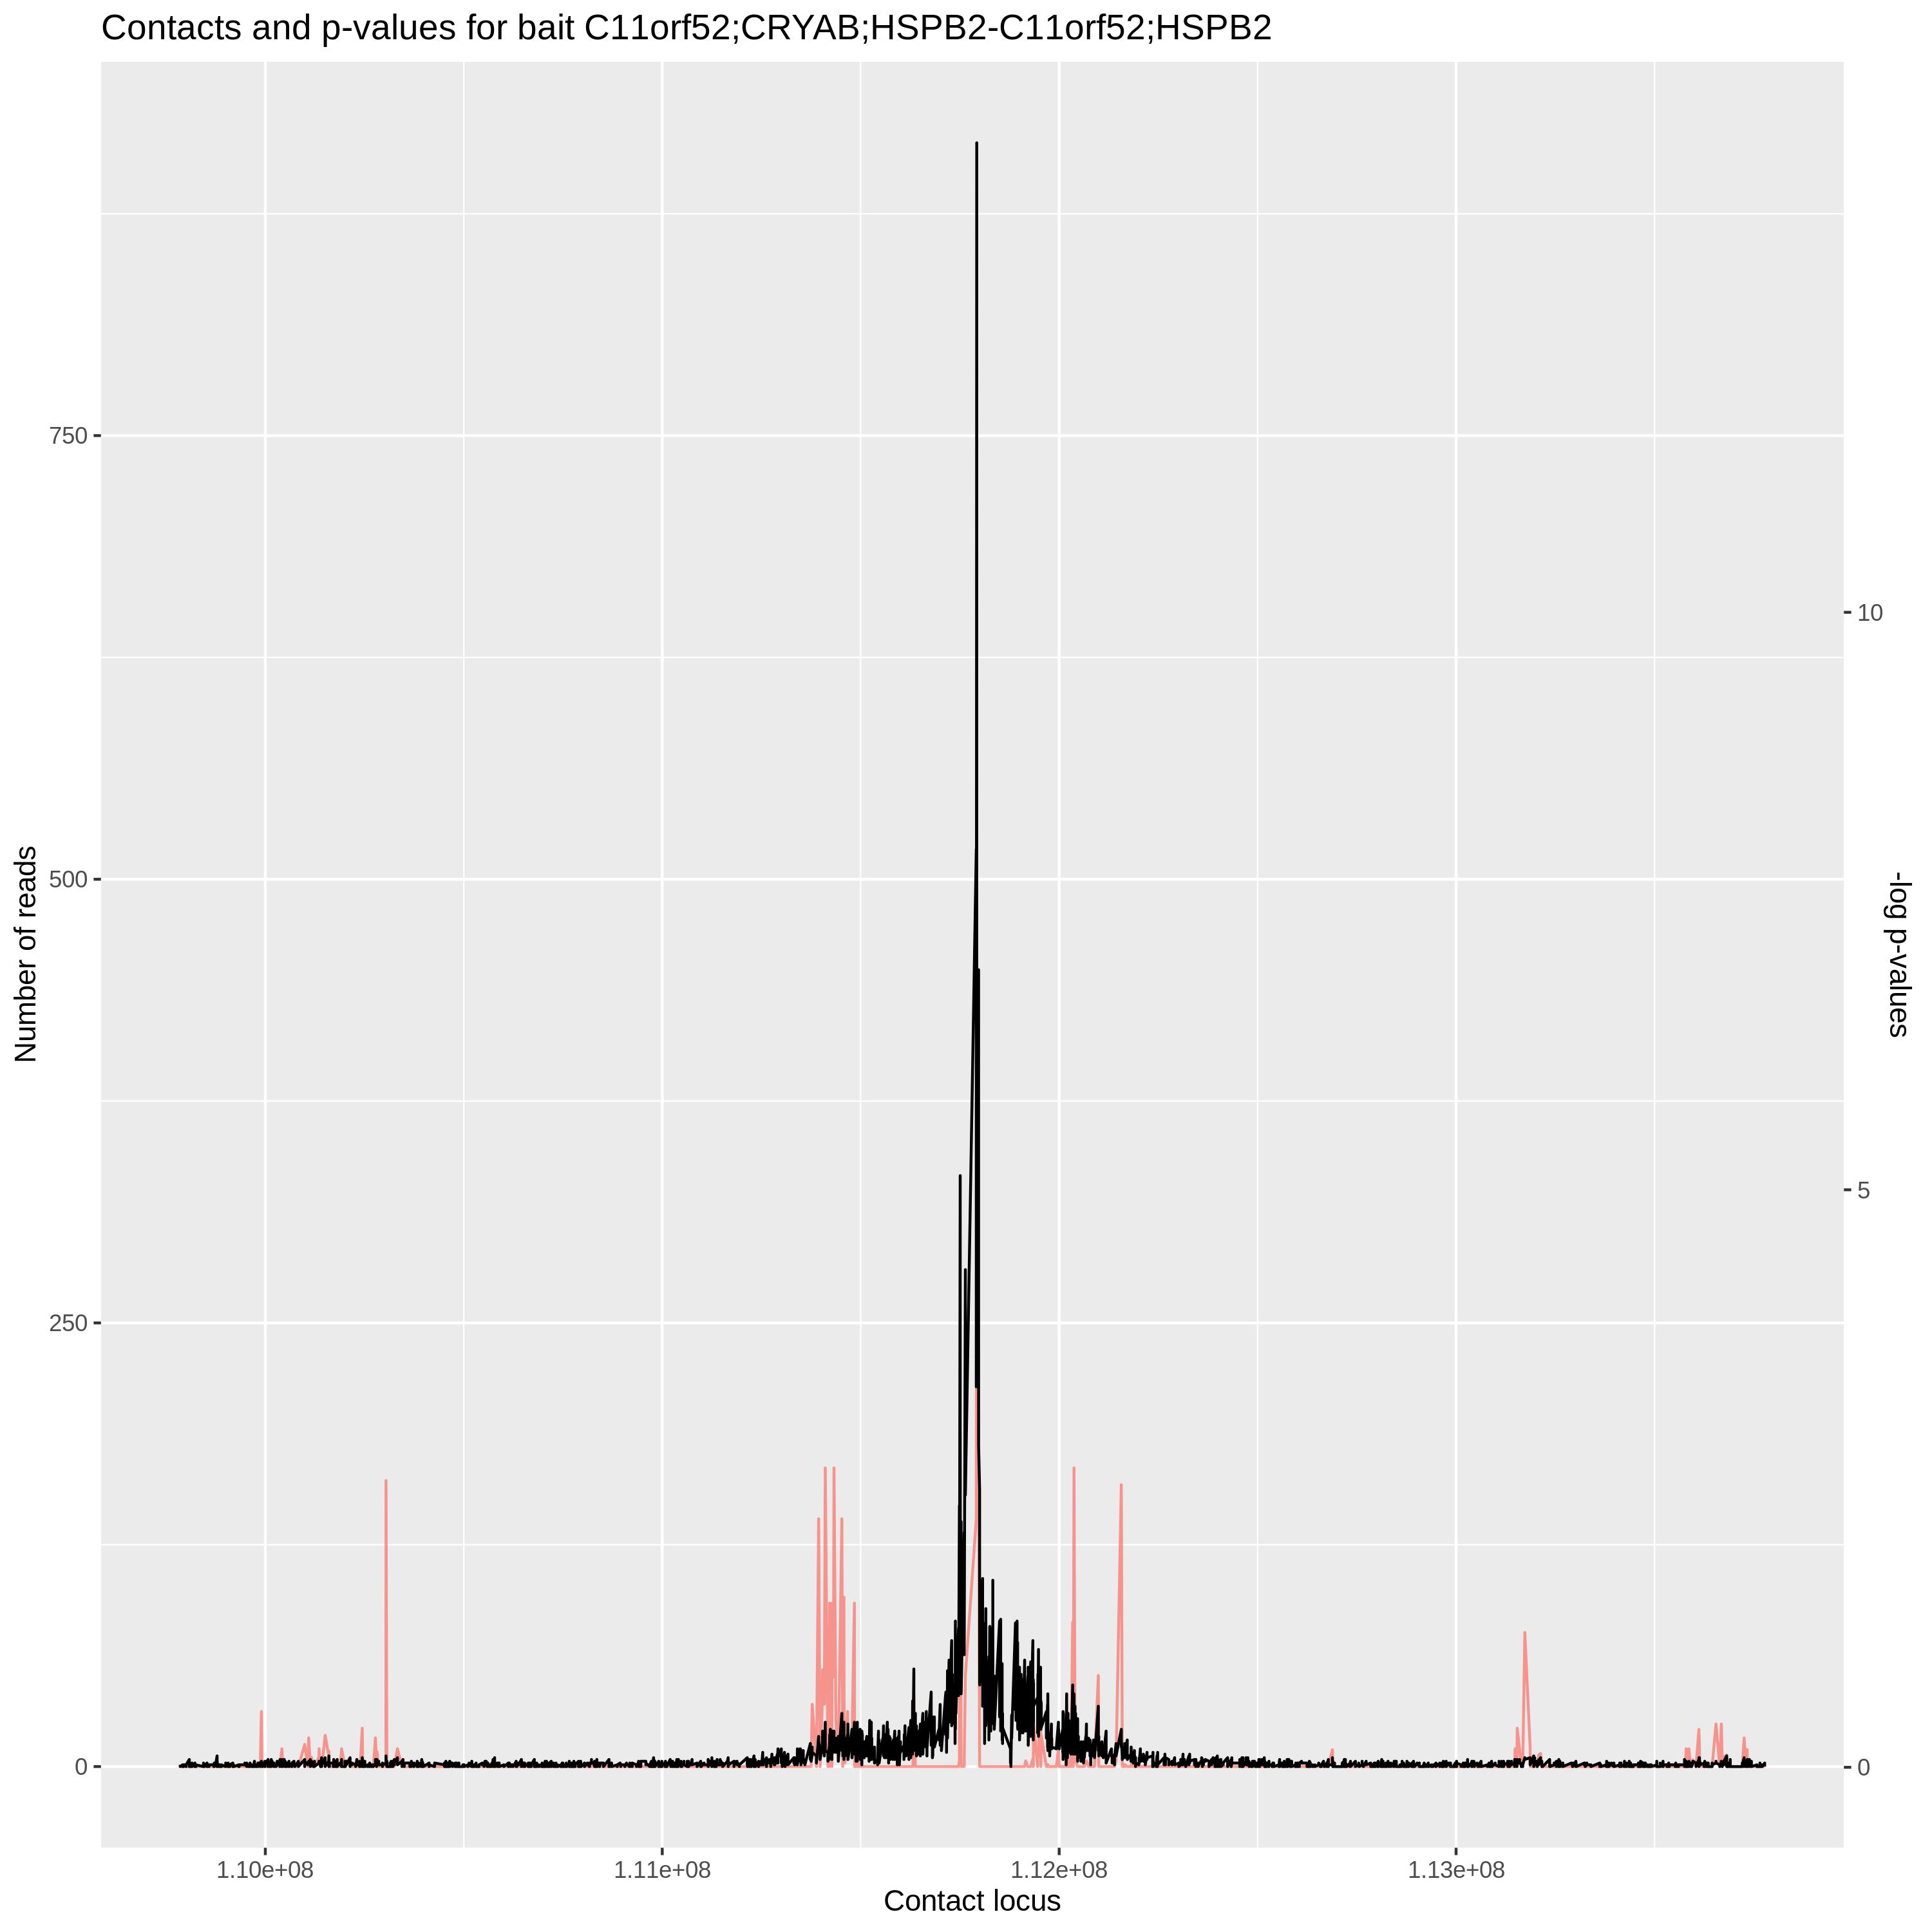 Contacts and p-values for bait C11orf52;CRYAB;HSPB2-C11orf52;HSPB2
750
500
250
0
Number of reads
10
5
0
-log p-values
1.10e+08
1.11e+08
1.12e+08
1.13e+08
Contact locus